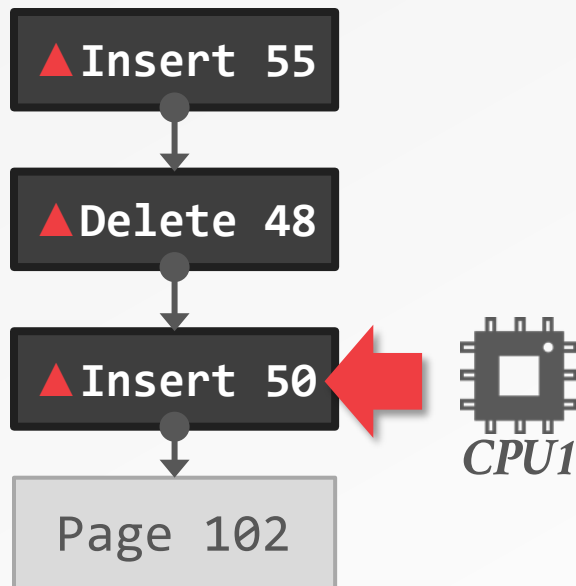 ▲Insert 55
▲Delete 48
▲Insert 50
CPU1
Page 102